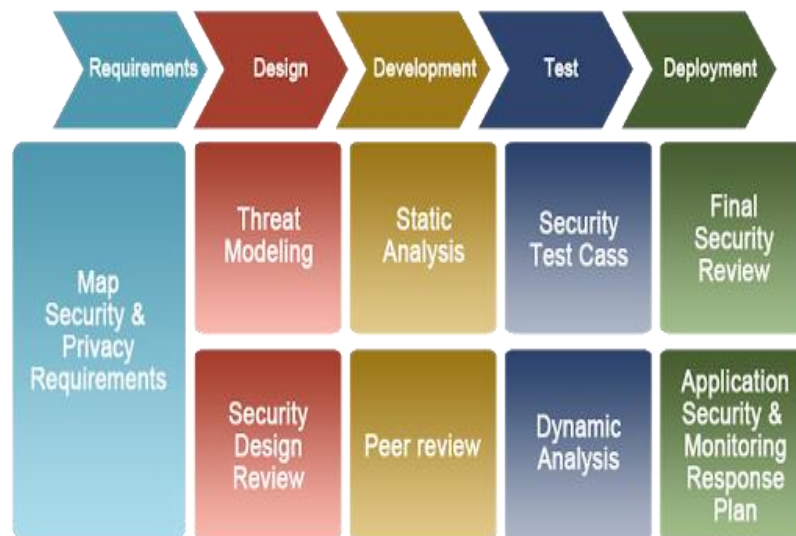 Requirements
Design
Development
Test
Deployment
Map
Security &
Privacy
Requirements
Threat
Modeling
Static
Analysis
Security
Test Cass
Final
Security
Review
Security
Design
Review
Peer review
Dynamic
Analysis
Application
Security &
Monitoring
Response
Plan